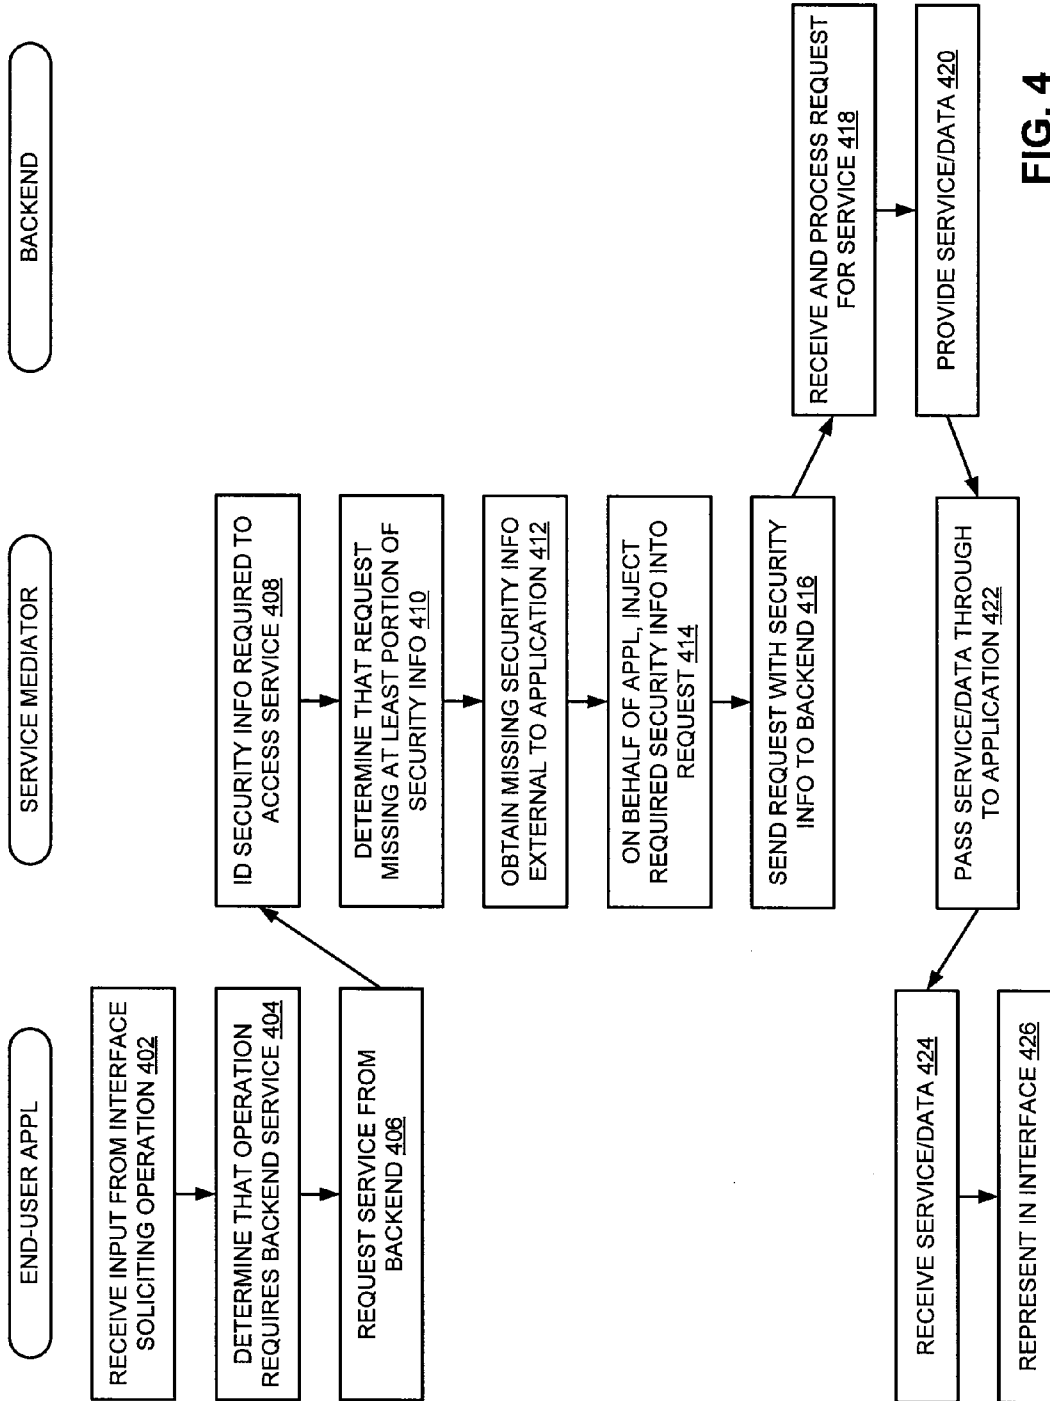 END-USER APPL
SERVICE MEDIATOR
BACKEND
RECEIVE INPUT FROM INTERFACE
SOLICITING OPERATION 402
DETERMINE THAT OPERATION
REQUIRES BACKEND SERVICE 404
REQUEST SERVICE FROM
BACKEND 406
ID SECURITY INFO REQUIRED TO
ACCESS SERVICE 408
DETERMINE THAT REQUEST
MISSING AT LEAST PORTION OF
SECURITY INFO 410
OBTAIN MISSING SECURITY INFO
EXTERNAL TO APPLICATION 412
ON BEHALF OF APPL, INJECT
REQUIRED SECURITY INFO INTO
REQUEST 414
SEND REQUEST WITH SECURITY
INFO TO BACKEND 416
RECEIVE AND PROCESS REQUEST
FOR SERVICE 418
PROVIDE SERVICE/DATA 420
PASS SERVICE/DATA THROUGH
TO APPLICATION 422
RECEIVE SERVICE/DATA 424
REPRESENT IN INTERFACE 426
FIG. 4